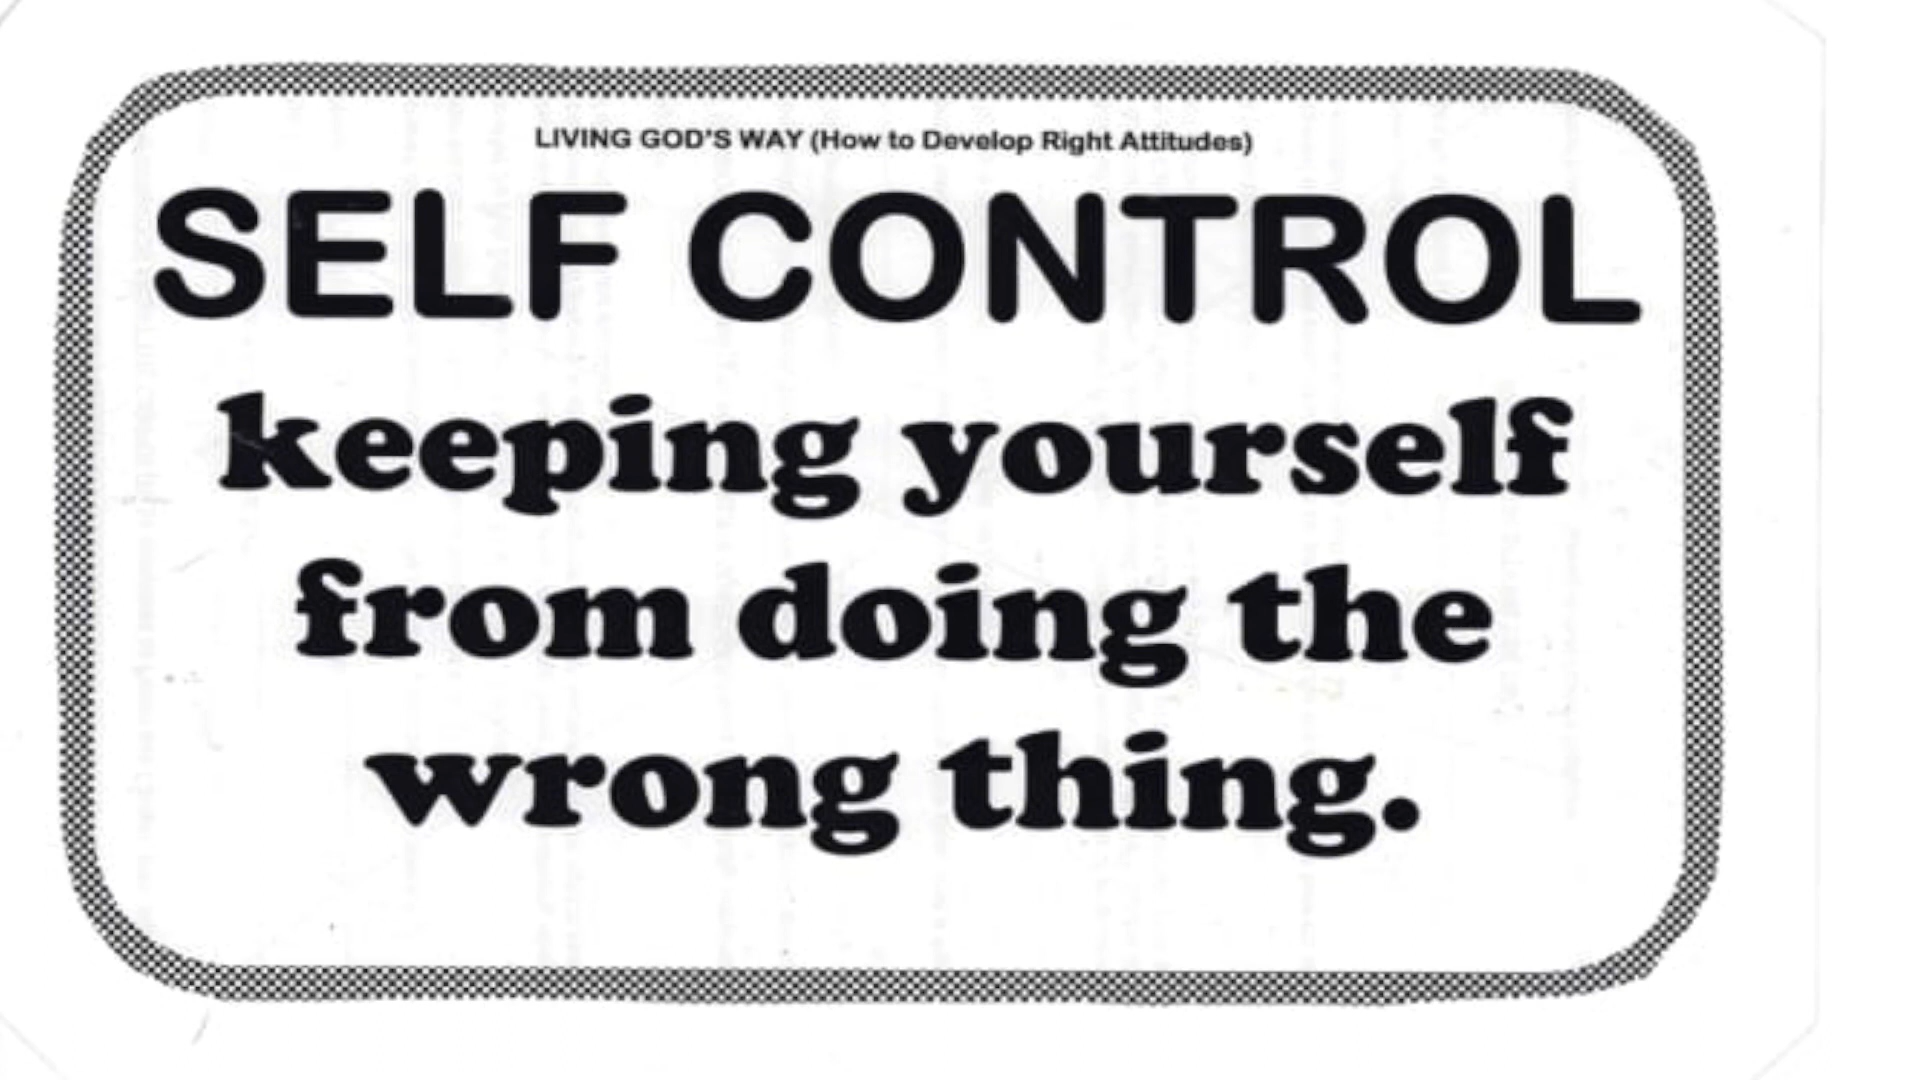 LIVING GOD'S WAY (How to Develop Right Attitudes)
SELF CONTROL
keeping yourself
from doing the
wrong thing.